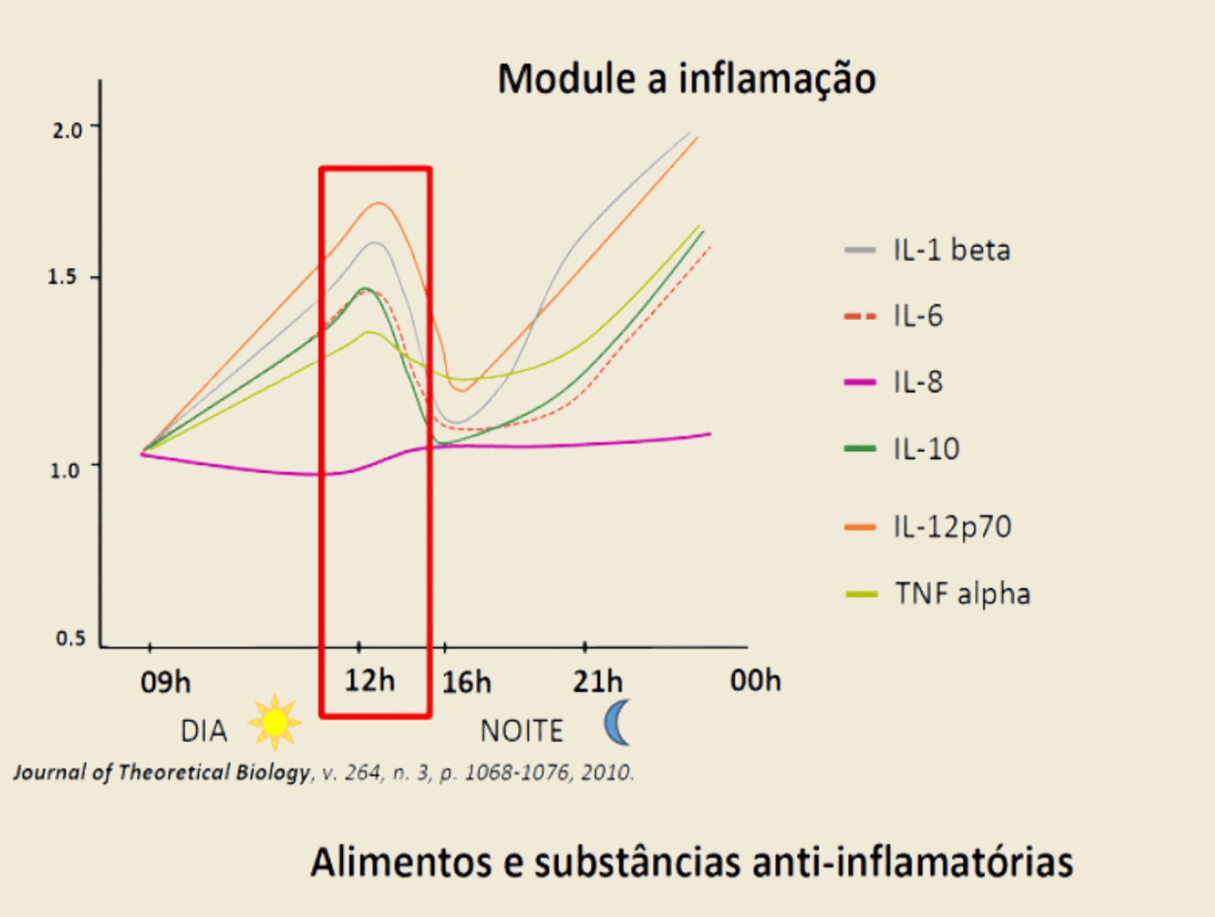 Module a inflamação
2.0
1.5
1.0
0.5
09h 12h 16h 21h 00h
DIA NOITE
IL-1 beta
IL-6
IL-8
IL-10
IL-12p70
TNF alpha
Journal of Theoretical Biology, v. 264, n. 3, p. 1068-1076, 2010.
Alimentos e substâncias anti-inflamatórias